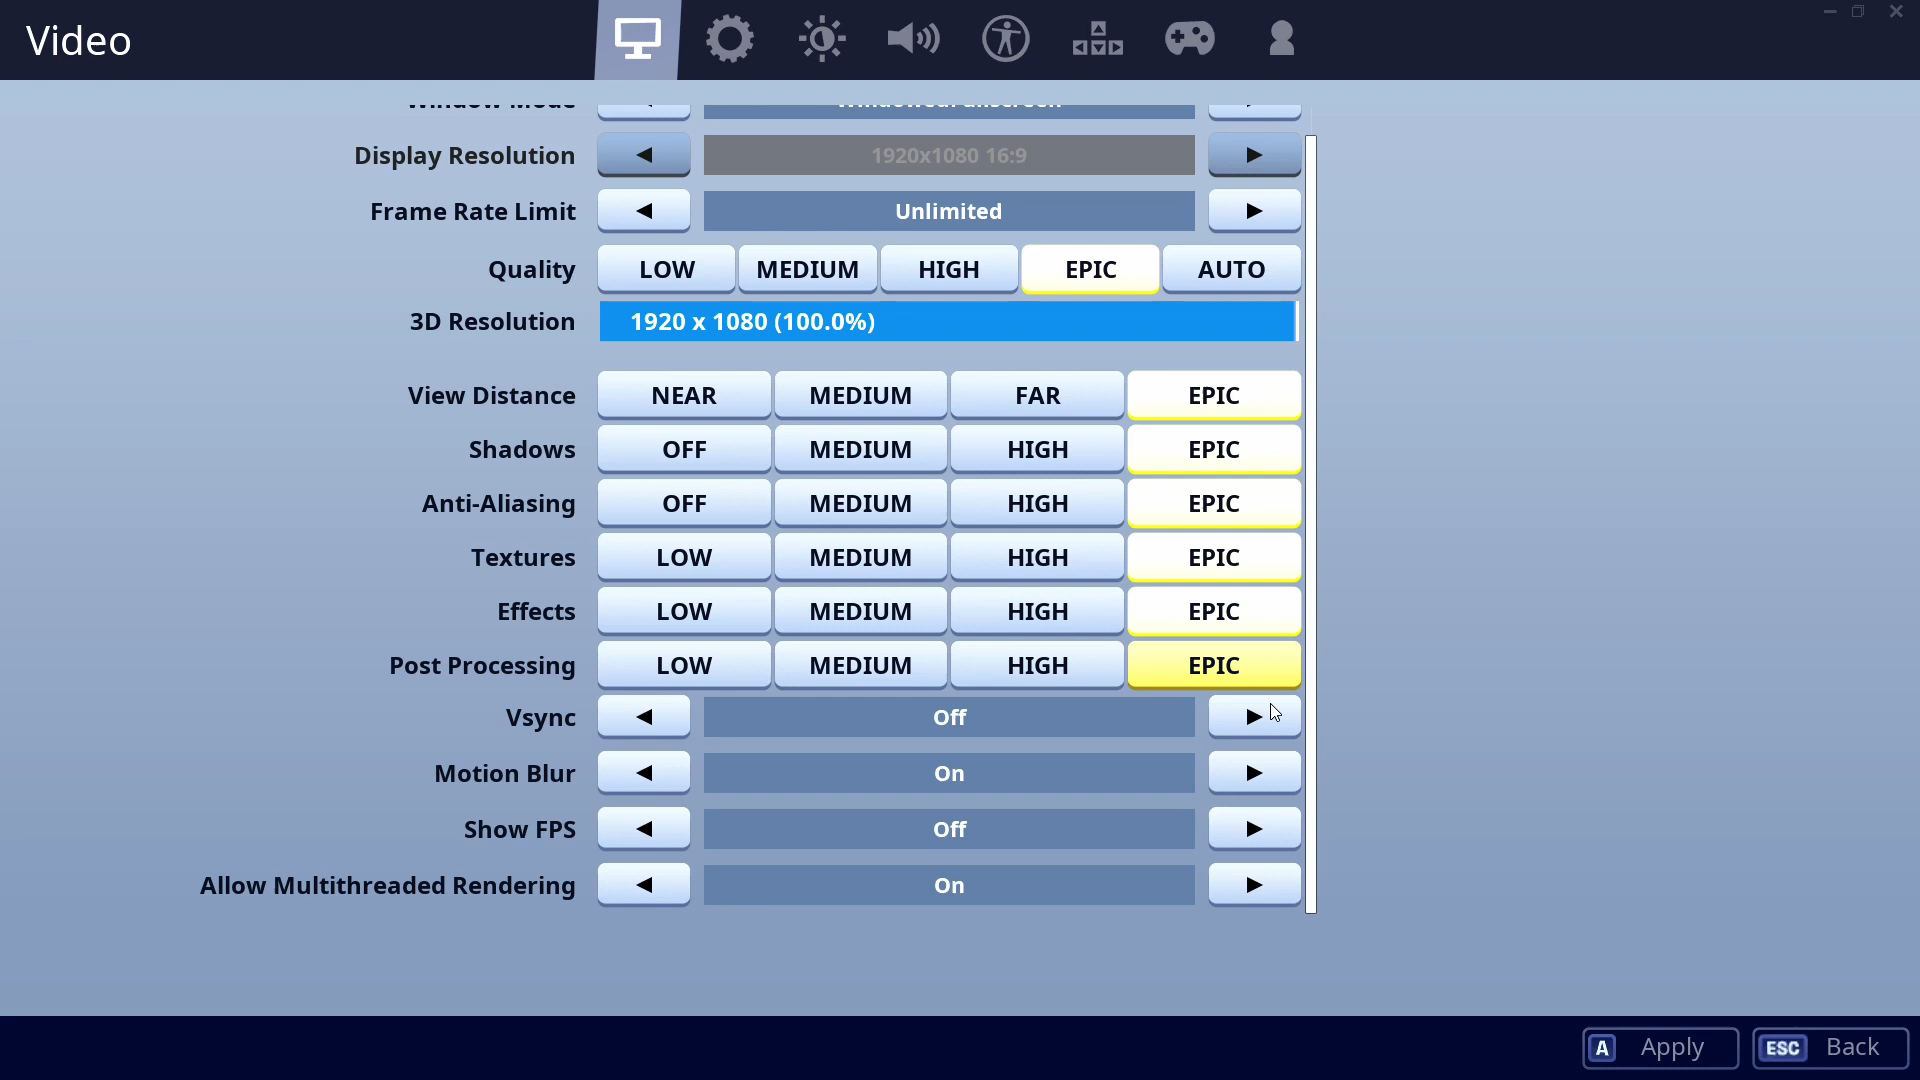 Video
Window Mode
Display Resolution 1920x1080 16:9
Frame Rate Limit Unlimited
Quality LOW MEDIUM HIGH EPIC AUTO
3D Resolution 1920 x 1080 (100.0%)
View Distance NEAR MEDIUM FAR EPIC
Shadows OFF MEDIUM HIGH EPIC
Anti-Aliasing OFF MEDIUM HIGH EPIC
Textures LOW MEDIUM HIGH EPIC
Effects LOW MEDIUM HIGH EPIC
Post Processing LOW MEDIUM HIGH EPIC
Vsync Off
Motion Blur On
Show FPS Off
Allow Multithreaded Rendering On
A Apply ESC Back